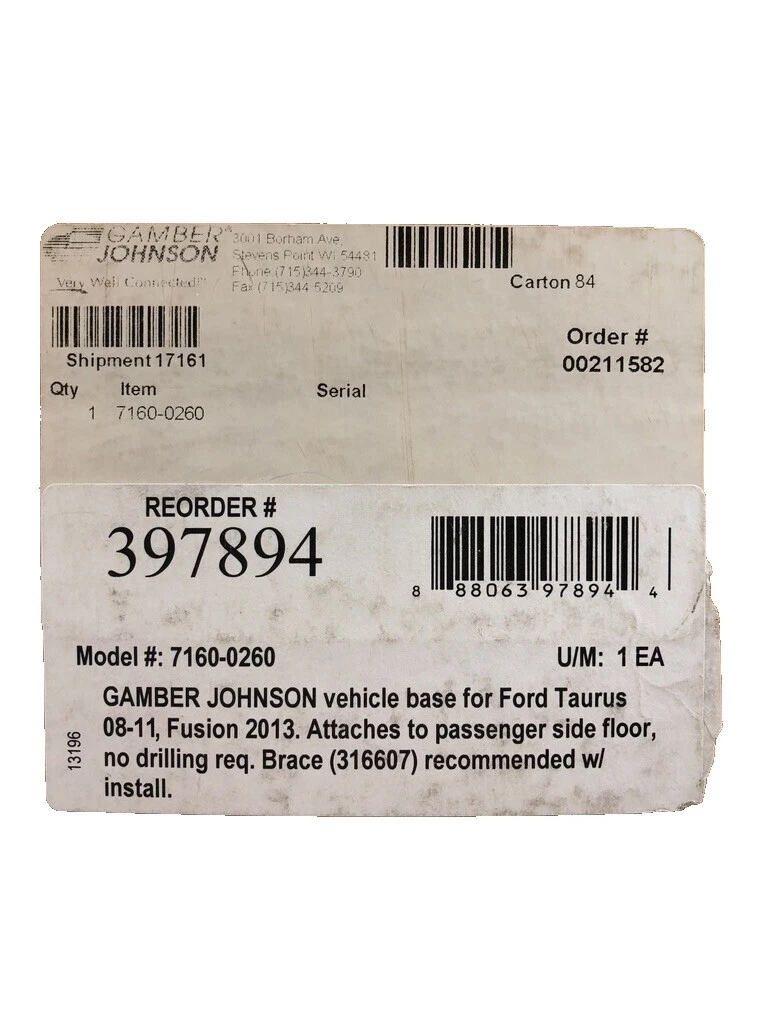 GAMBER®
JOHNSON
Very Well Connected™
3001 Borham Ave.
Stevens Point WI 54481
Phone (715)344-3790
Fax (715)344 5209
Carton 84
Shipment 17161
Order #
00211582
Qty Item Serial
1 7160-0260
REORDER #
397894
8 88063 97894 4
Model #: 7160-0260 U/M: 1 EA
GAMBER JOHNSON vehicle base for Ford Taurus
08-11, Fusion 2013. Attaches to passenger side floor,
no drilling req. Brace (316607) recommended w/
install.
13196